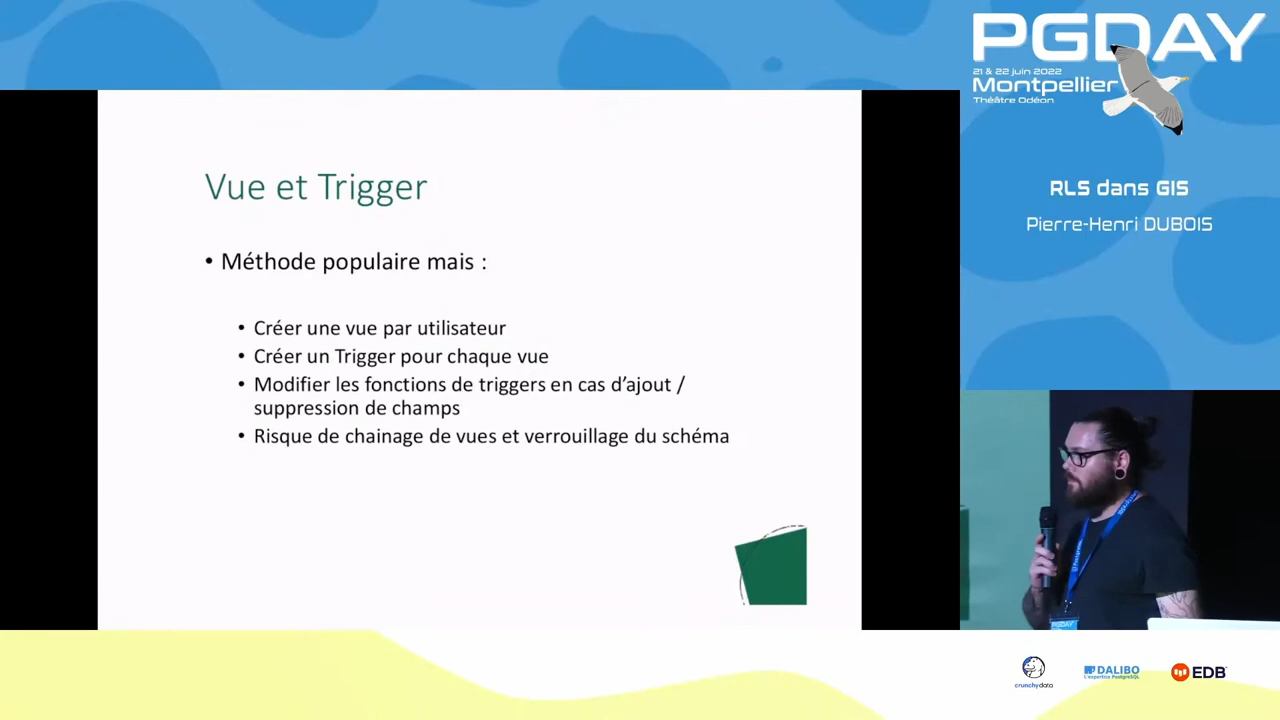 PGDAY
21 & 22 juin 2022
Montpellier
Théâtre Odéon
RLS dans GIS
Pierre-Henri DUBOIS
Vue et Trigger
• Méthode populaire mais :
• Créer une vue par utilisateur
• Créer un Trigger pour chaque vue
• Modifier les fonctions de triggers en cas d’ajout /
suppression de champs
• Risque de chainage de vues et verrouillage du schéma
PGDAY
crunchydata
DALIBO
L'expertise PostgreSQL
EDB